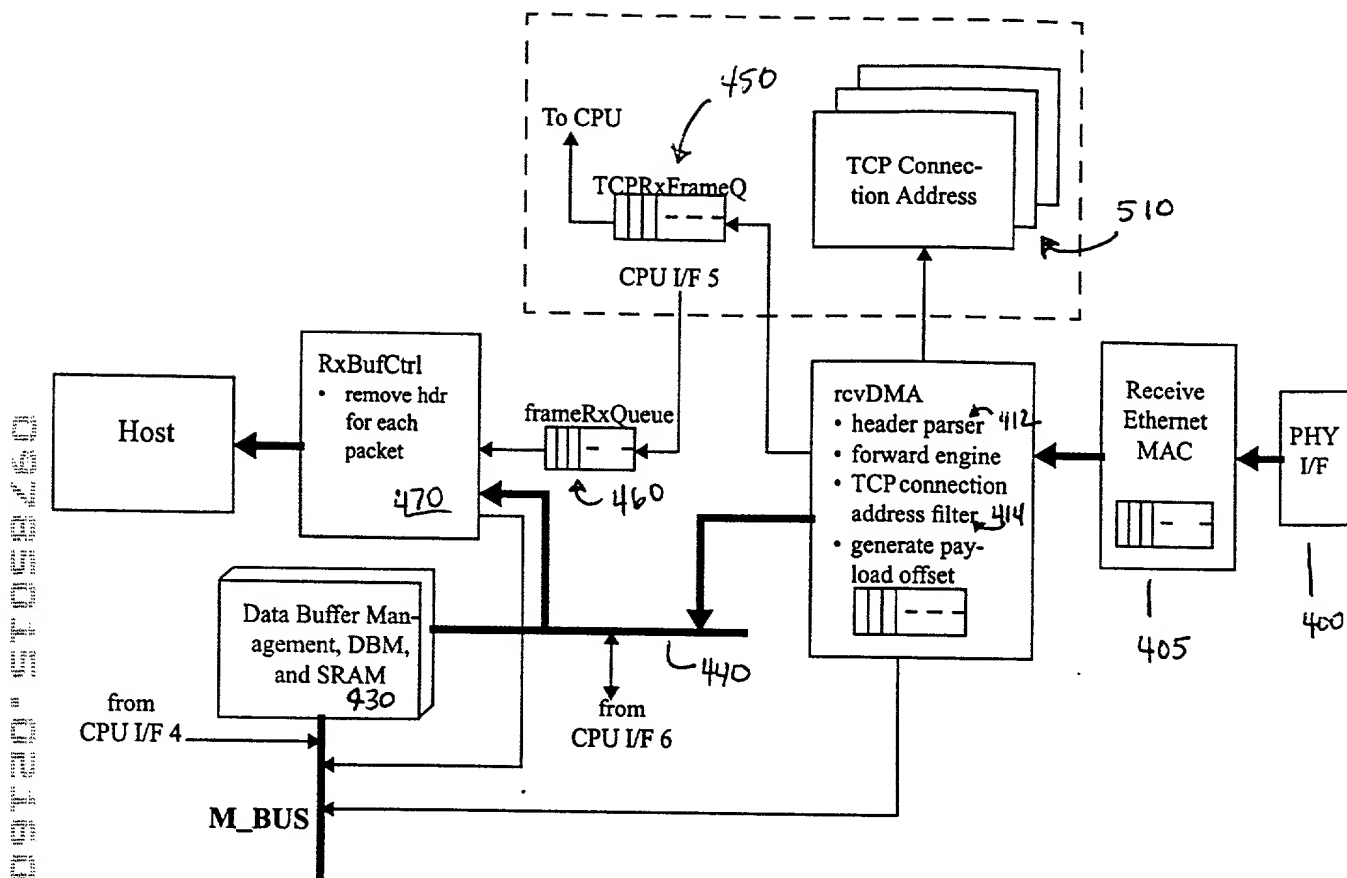 450
To CPU
TCPRxFrameQ
CPU I/F 5
TCP Connec-
tion Address
510
Host
RxBufCtrl
• remove hdr
for each
packet
470
frameRxQueue
460
rcvDMA
• header parser 412
• forward engine
• TCP connection
address filter 414
• generate pay-
load offset
Receive
Ethernet
MAC
405
PHY
I/F
400
Data Buffer Man-
agement, DBM,
and SRAM
430
440
from
CPU I/F 4
from
CPU I/F 6
M_BUS